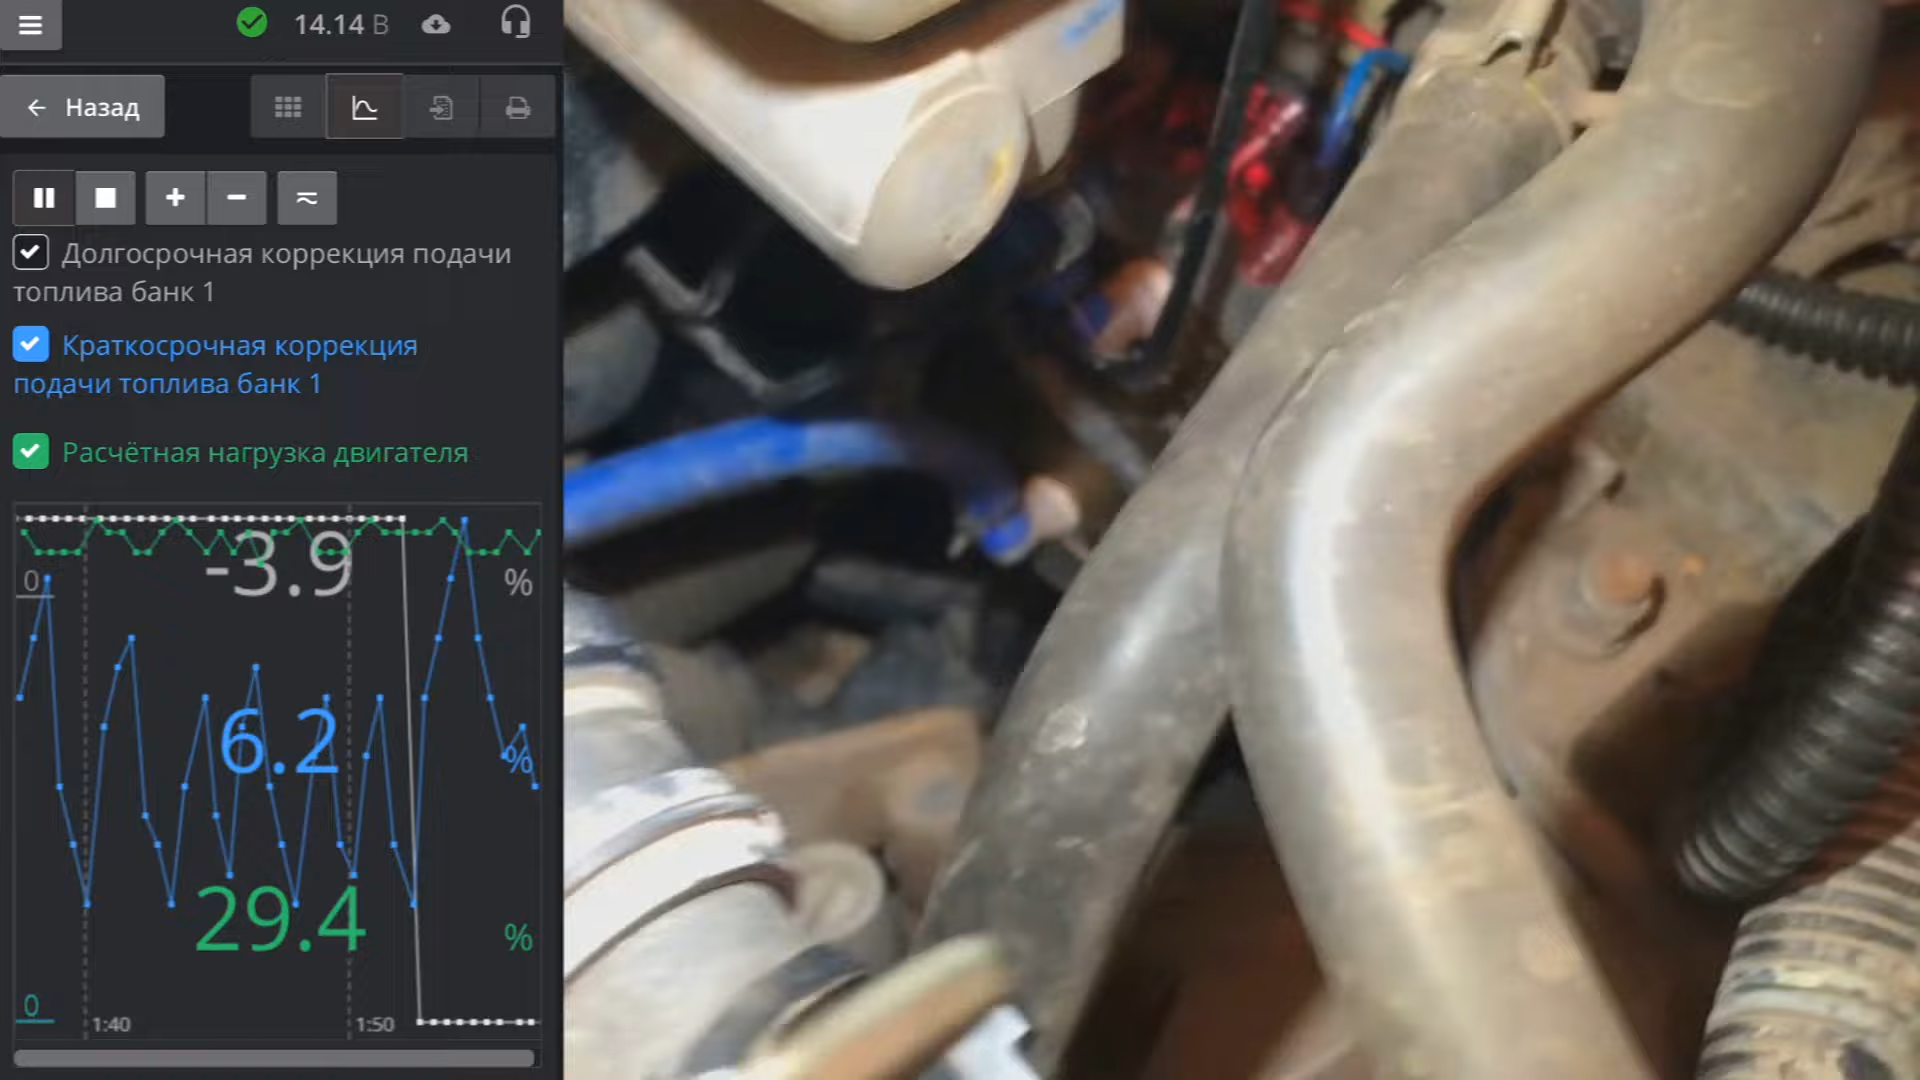 14.14 В
Назад
Долгосрочная коррекция подачи
топлива банк 1
Краткосрочная коррекция
подачи топлива банк 1
Расчётная нагрузка двигателя
0
-3.9 %
6.2 %
29.4 %
0
1:40 1:50